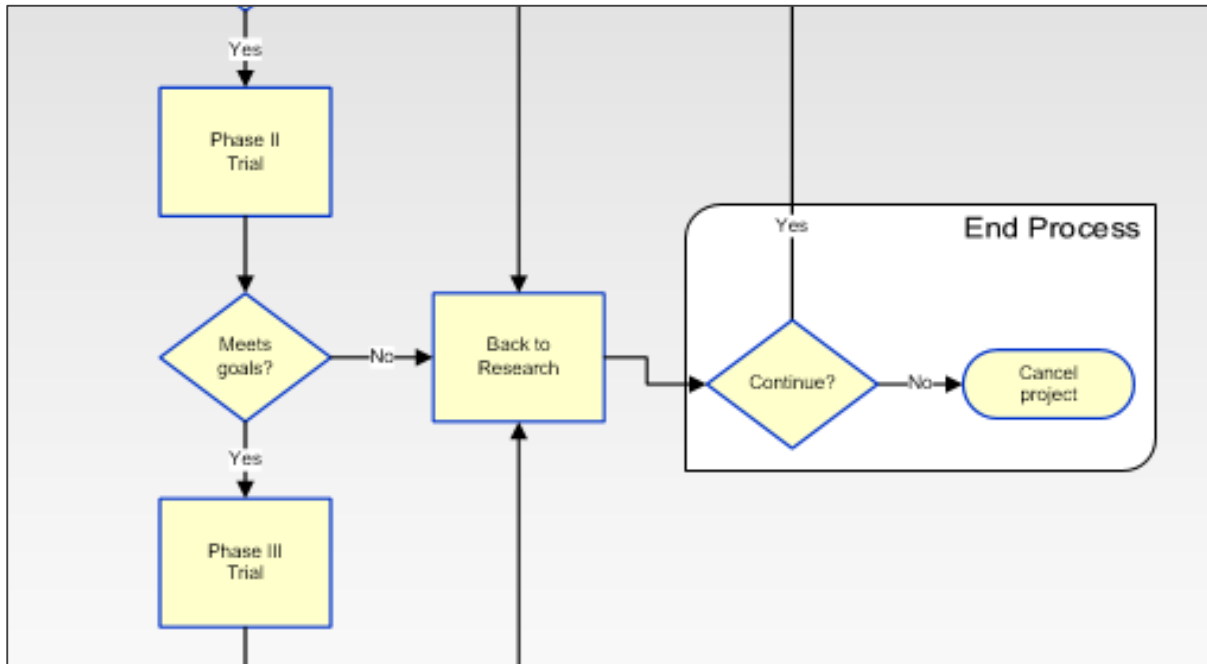 Yes
Phase II
Trial
Yes
End Process
Meets
goals?
No
Back to
Research
Continue?
No
Cancel
project
Yes
Phase III
Trial